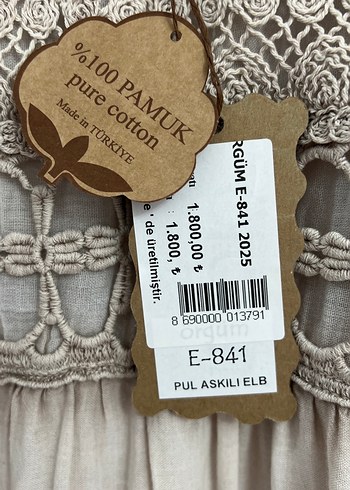 %100 PAMUK
pure cotton
Made in TÜRKİYE
RGÜM E-841 2025
1.800,00 ₺
: 1.800, ₺
e' de üretilmiştir.
8 690000 013791
orgum
E-841
PUL ASKILI ELB